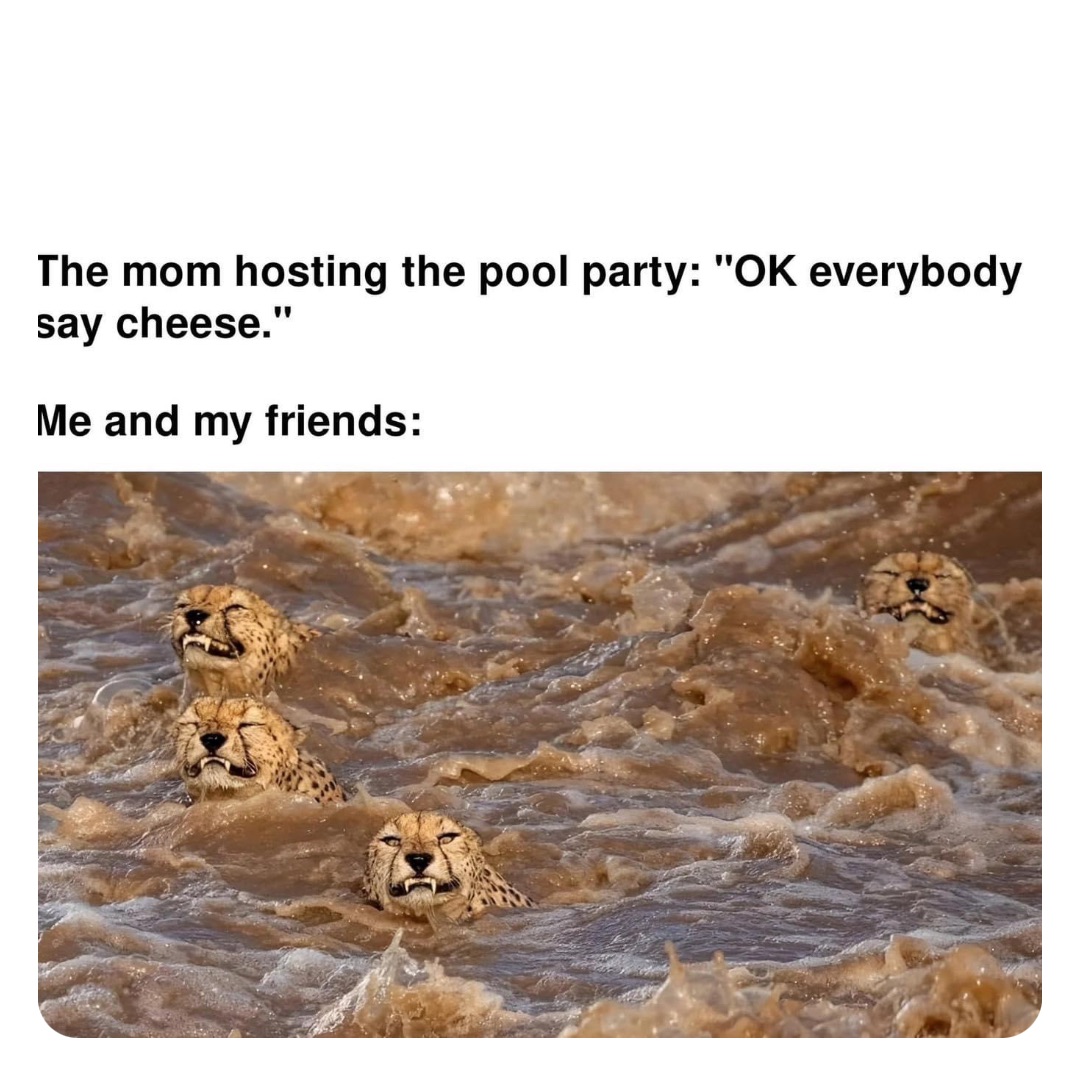 The mom hosting the pool party: "OK everybody
say cheese."
Me and my friends: